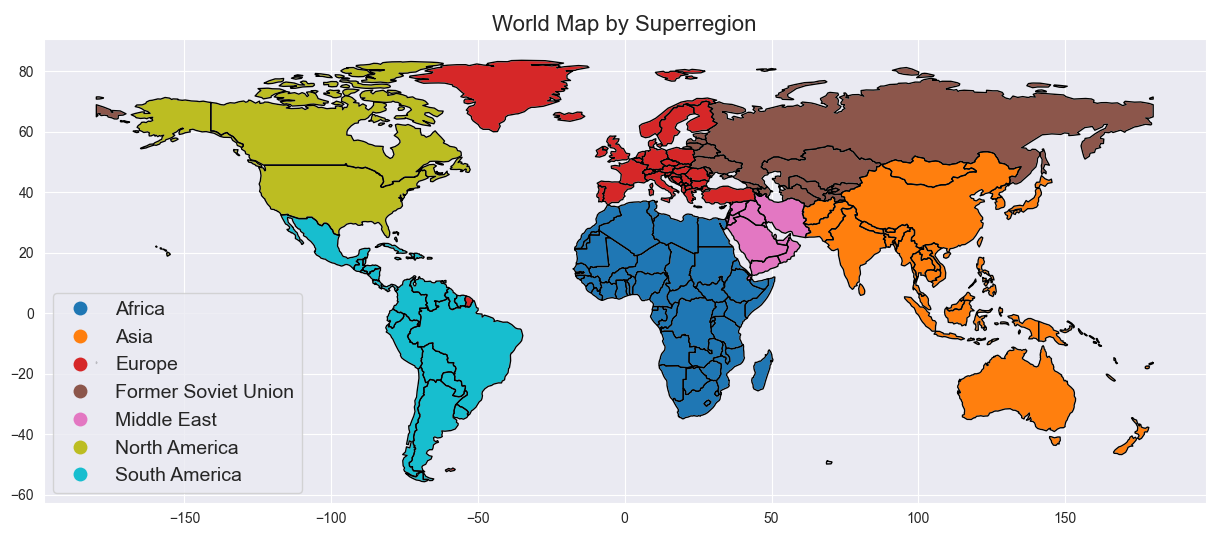 World Map by Superregion
80
60
40
20
0
−20
−40
−60
−150
−100
−50
0
50
100
150
Africa
Asia
Europe
Former Soviet Union
Middle East
North America
South America